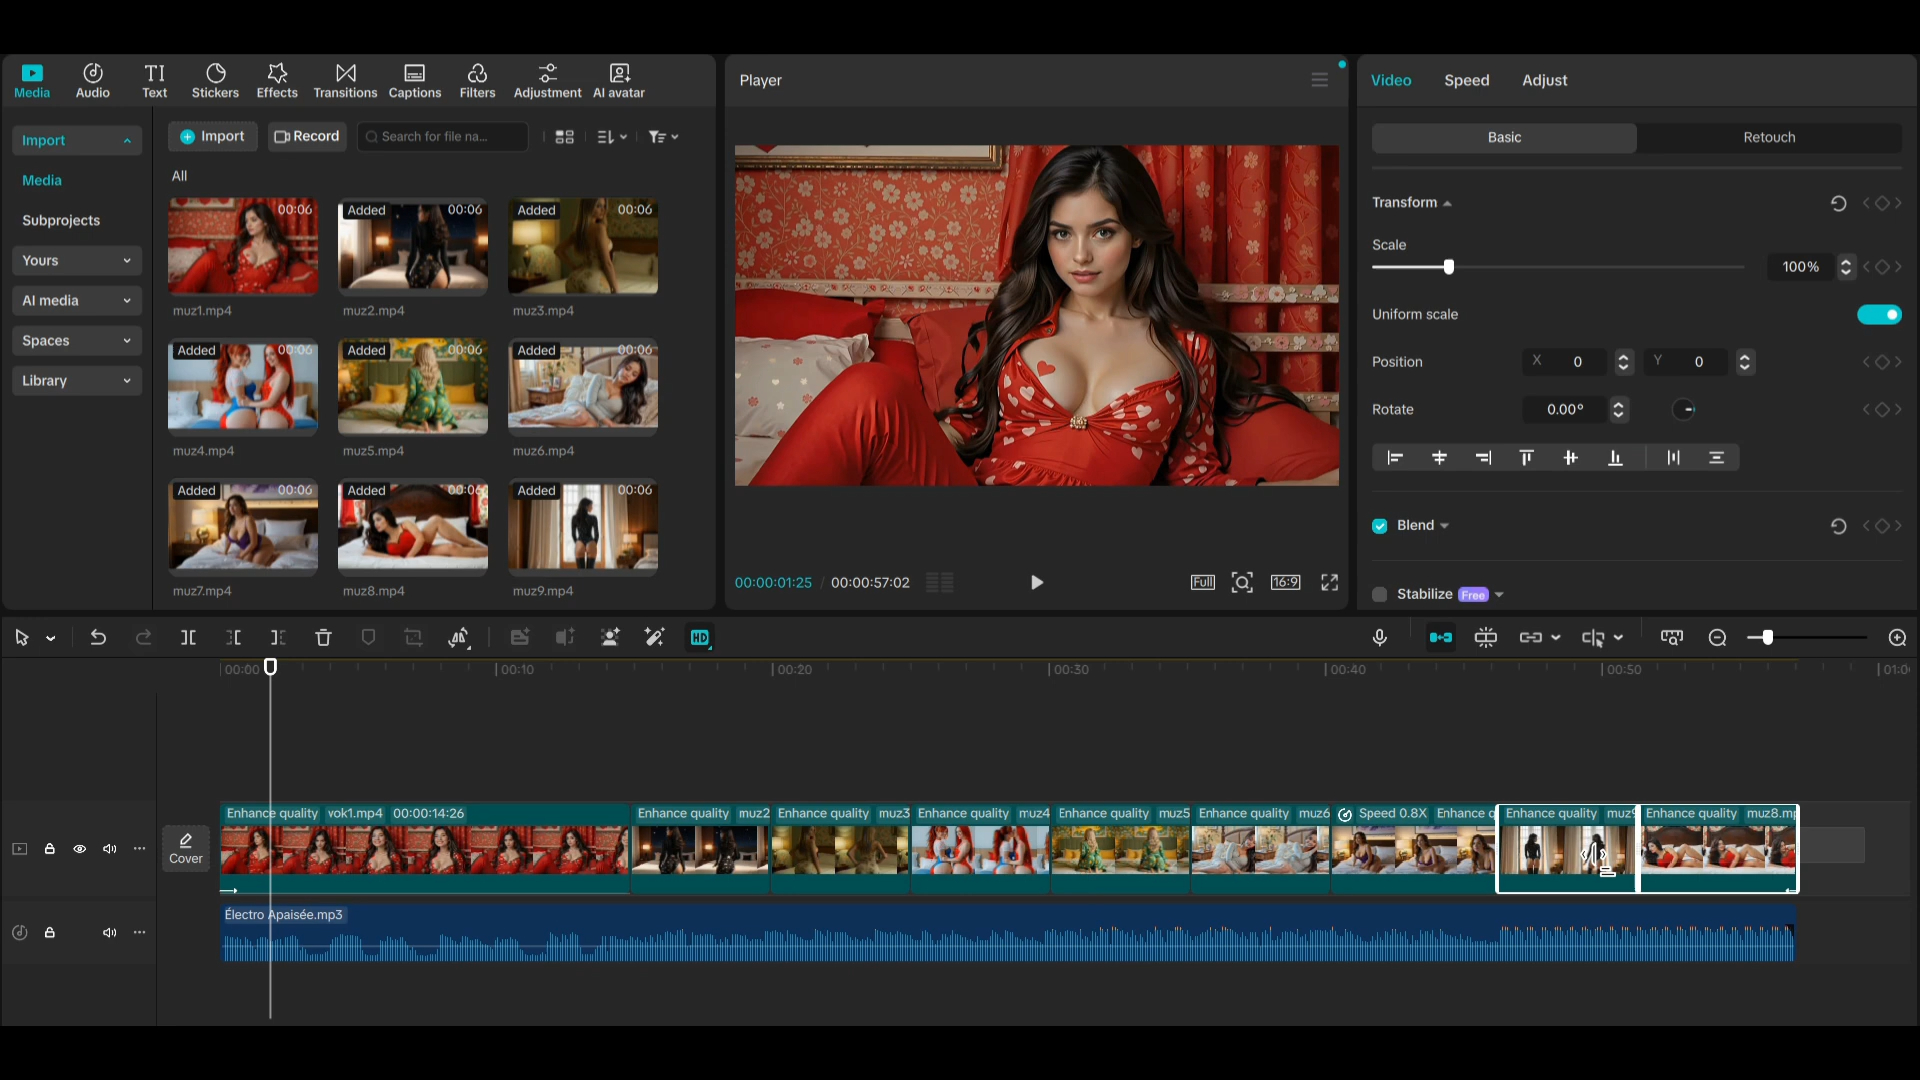 Media Audio Text Stickers Effects Transitions Captions Filters Adjustment AI avatar
Import
Media
Subprojects
Yours
AI media
Spaces
Library
Import Record Search for file na...
All
00:06 Added 00:06 Added 00:06
muz1.mp4 muz2.mp4 muz3.mp4
Added 00:06 Added 00:06 Added 00:06
muz4.mp4 muz5.mp4 muz6.mp4
Added 00:06 Added 00:06 Added 00:06
muz7.mp4 muz8.mp4 muz9.mp4
Player
00:00:01:25 / 00:00:57:02 Full 16:9
Video Speed Adjust
Basic Retouch
Transform
Scale
100%
Uniform scale
Position X 0 Y 0
Rotate 0.00°
Blend
Stabilize Free
HD
00:00 00:10 00:20 00:30 00:40 00:50 01:0
Cover
Enhance quality vok1.mp4 00:00:14:26 Enhance quality muz2 Enhance quality muz3 Enhance quality muz4 Enhance quality muz5 Enhance quality muz6 Speed 0.8X Enhance q Enhance quality muz9 Enhance quality muz8.mp
Électro Apaisée.mp3